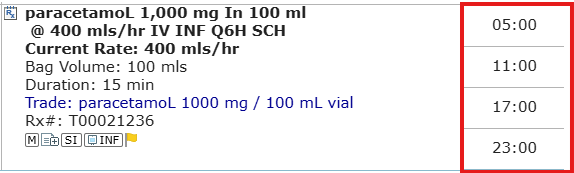 paracetamoL 1,000 mg In 100 ml
@ 400 mls/hr IV INF Q6H SCH
Current Rate: 400 mls/hr
Bag Volume: 100 mls
Duration: 15 min
Trade: paracetamoL 1000 mg / 100 mL vial
Rx#: T00021236
M SI INF
05:00
11:00
17:00
23:00